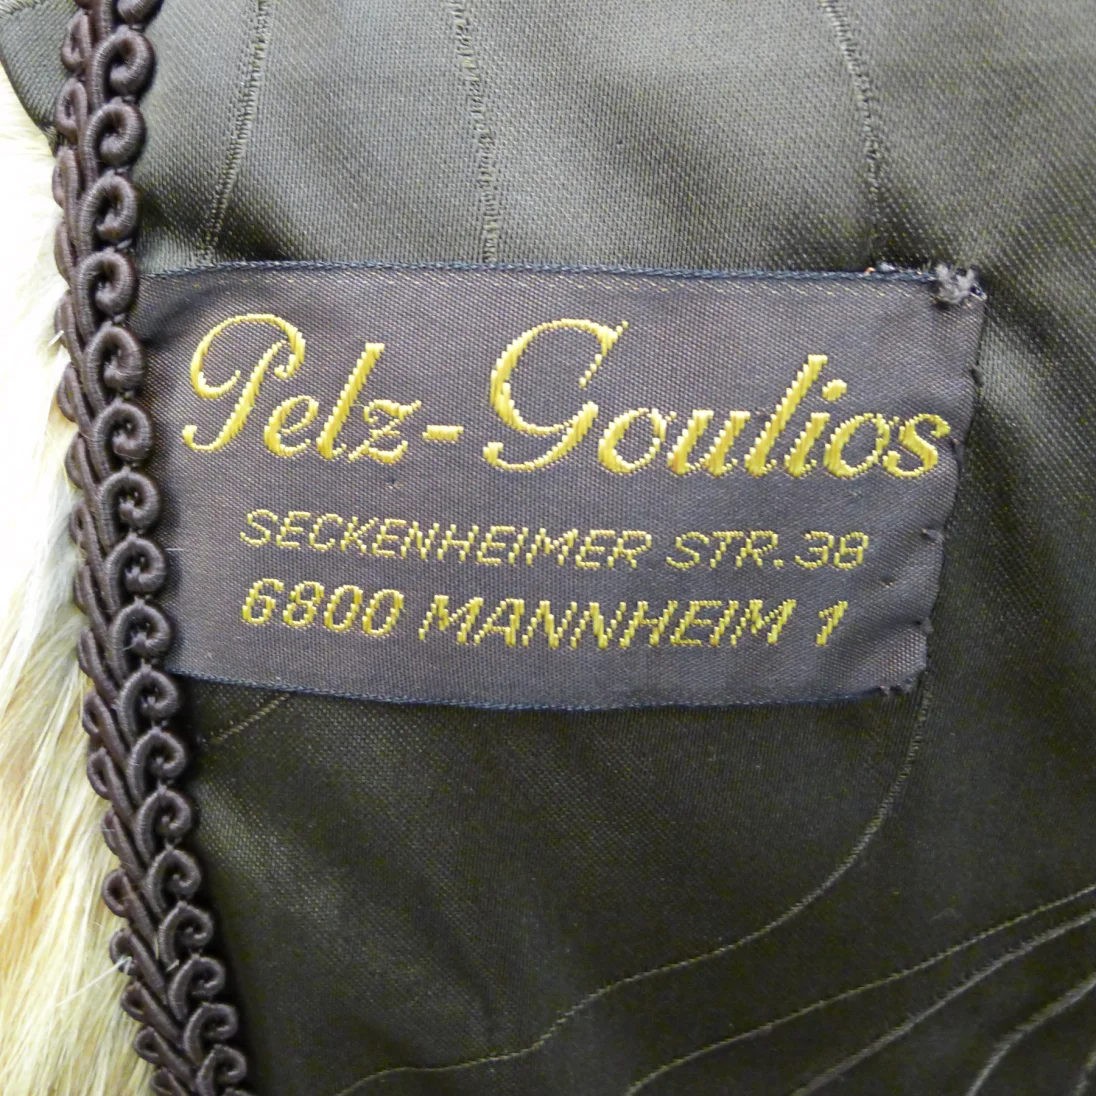 Pelz-Goulios
SECKENHEIMER STR. 38
6800 MANNHEIM 1